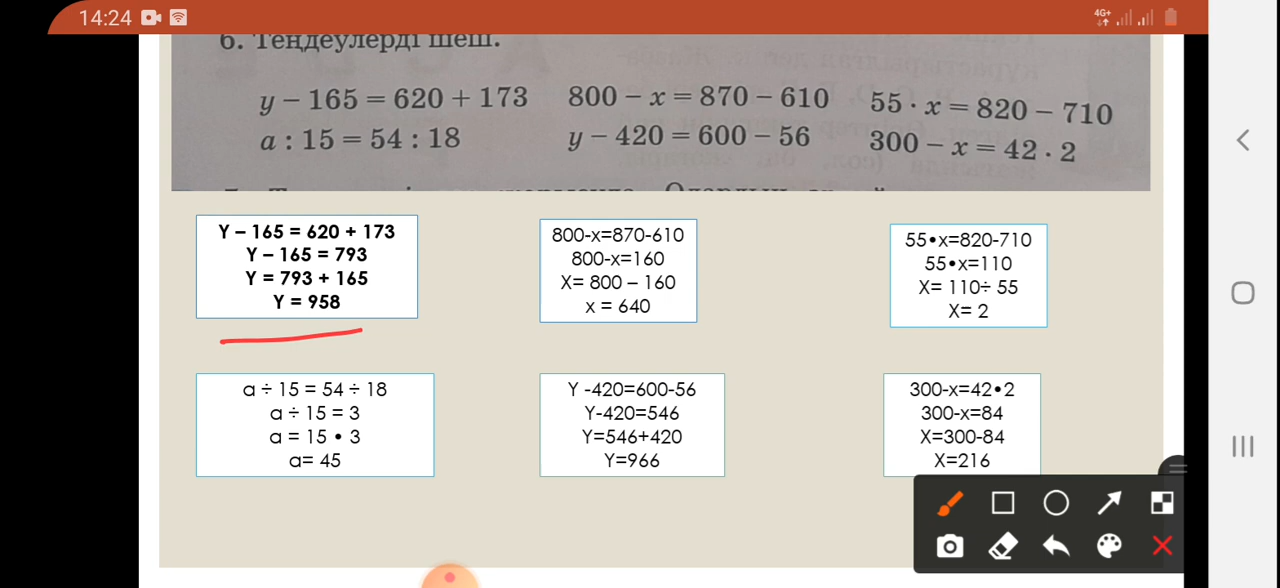 14:24
4G+
6. Теңдеулерді шеш.
y − 165 = 620 + 173
800 − x = 870 − 610
55 · x = 820 − 710
a : 15 = 54 : 18
y − 420 = 600 − 56
300 − x = 42 · 2
Y – 165 = 620 + 173
Y – 165 = 793
Y = 793 + 165
Y = 958
800-x=870-610
800-x=160
X= 800 – 160
x = 640
55•x=820-710
55•x=110
X= 110÷ 55
X= 2
a ÷ 15 = 54 ÷ 18
a ÷ 15 = 3
a = 15 • 3
a= 45
Y -420=600-56
Y-420=546
Y=546+420
Y=966
300-x=42•2
300-x=84
X=300-84
X=216